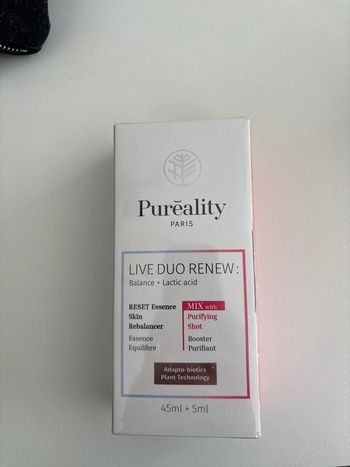 Purēality
PARIS
LIVE DUO RENEW:
Balance + Lactic acid
RESET Essence
Skin
Rebalancer
Essence
Equilibre
MIX with
Purifying
Shot
Booster
Purifiant
Adapto-biotics
Plant Technology
45ml + 5ml